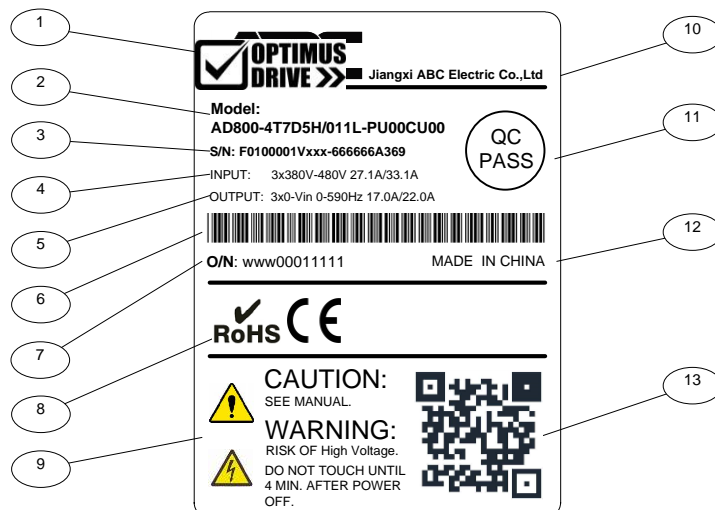 1
OPTIMUS
DRIVE
Jiangxi ABC Electric Co.,Ltd
10
2
Model:
AD800-4T7D5H/011L-PU00CU00
QC
PASS
11
3
S/N: F0100001Vxxx-666666A369
4
INPUT: 3x380V-480V 27.1A/33.1A
5
OUTPUT: 3x0-Vin 0-590Hz 17.0A/22.0A
12
6
O/N: www00011111
MADE IN CHINA
7
RoHS CE
8
CAUTION:
SEE MANUAL.
13
9
WARNING:
RISK OF High Voltage.
DO NOT TOUCH UNTIL
4 MIN. AFTER POWER
OFF.